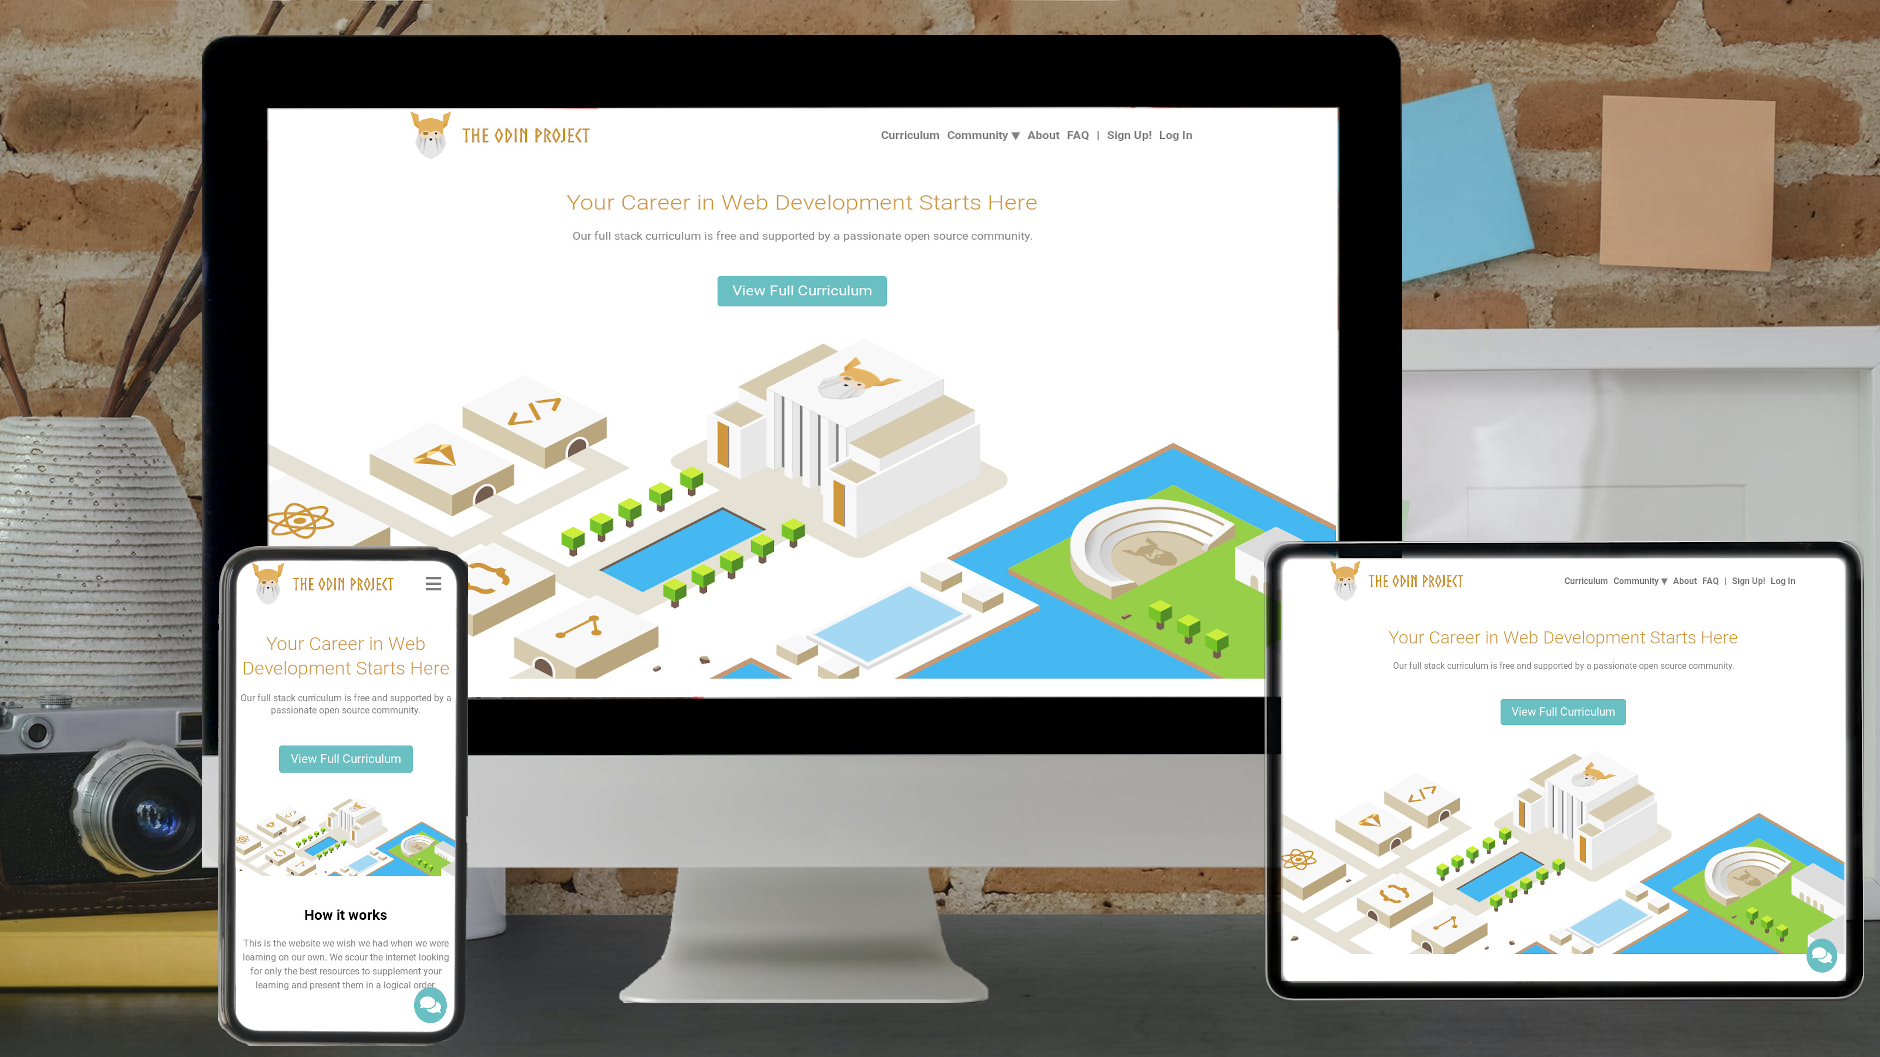 THE ODIN PROJECT
Curriculum Community ▼ About FAQ | Sign Up! Log In
Your Career in Web Development Starts Here
Our full stack curriculum is free and supported by a passionate open source community.
View Full Curriculum
</>
THE ODIN PROJECT
Your Career in Web
Development Starts Here
Our full stack curriculum is free and supported by a
passionate open source community.
View Full Curriculum
How it works
This is the website we wish we had when we were
learning on our own. We scour the internet looking
for only the best resources to supplement your
learning and present them in a logical order.
THE ODIN PROJECT
Curriculum Community ▼ About FAQ | Sign Up! Log In
Your Career in Web Development Starts Here
Our full stack curriculum is free and supported by a passionate open source community.
View Full Curriculum
</>